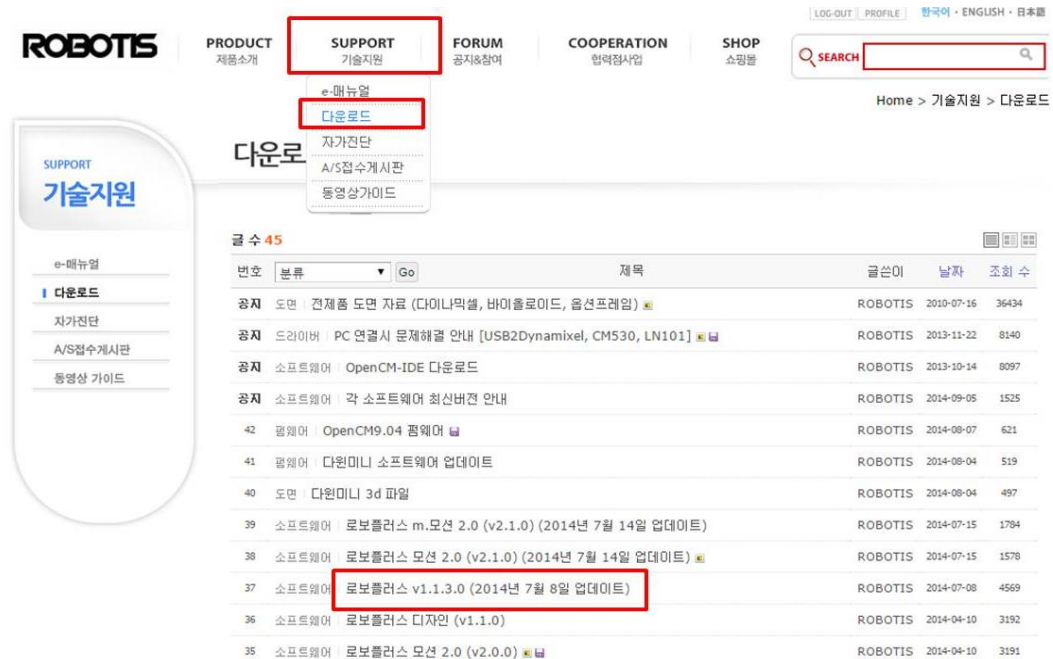 LOG-OUT PROFILE 한국어 · ENGLISH · 日本語
ROBOTIS
PRODUCT SUPPORT FORUM COOPERATION SHOP
제품소개 기술지원 공지&참여 협력점사업 쇼핑몰
SEARCH
e-매뉴얼
다운로드
자가진단
A/S접수게시판
동영상가이드
Home > 기술지원 > 다운로드
다운로
SUPPORT
기술지원
e-매뉴얼
다운로드
자가진단
A/S접수게시판
동영상 가이드
글 수 45
번호 분류 Go 제목 글쓴이 날짜 조회 수
공지 도면 전제품 도면 자료 (다이나믹셀, 바이올로이드, 옵션프레임) ROBOTIS 2010-07-16 36434
공지 드라이버 PC 연결시 문제해결 안내 [USB2Dynamixel, CM530, LN101] ROBOTIS 2013-11-22 8140
공지 소프트웨어 OpenCM-IDE 다운로드 ROBOTIS 2013-10-14 8097
공지 소프트웨어 각 소프트웨어 최신버전 안내 ROBOTIS 2014-09-05 1525
42 펌웨어 OpenCM9.04 펌웨어 ROBOTIS 2014-08-07 621
41 펌웨어 다윈미니 소프트웨어 업데이트 ROBOTIS 2014-08-04 519
40 도면 다윈미니 3d 파일 ROBOTIS 2014-08-04 497
39 소프트웨어 로보플러스 m.모션 2.0 (v2.1.0) (2014년 7월 14일 업데이트) ROBOTIS 2014-07-15 1784
38 소프트웨어 로보플러스 모션 2.0 (v2.1.0) (2014년 7월 14일 업데이트) ROBOTIS 2014-07-15 1578
37 소프트웨어 로보플러스 v1.1.3.0 (2014년 7월 8일 업데이트) ROBOTIS 2014-07-08 4569
36 소프트웨어 로보플러스 디자인 (v1.1.0) ROBOTIS 2014-04-10 3192
35 소프트웨어 로보플러스 모션 2.0 (v2.0.0) ROBOTIS 2014-04-10 3191